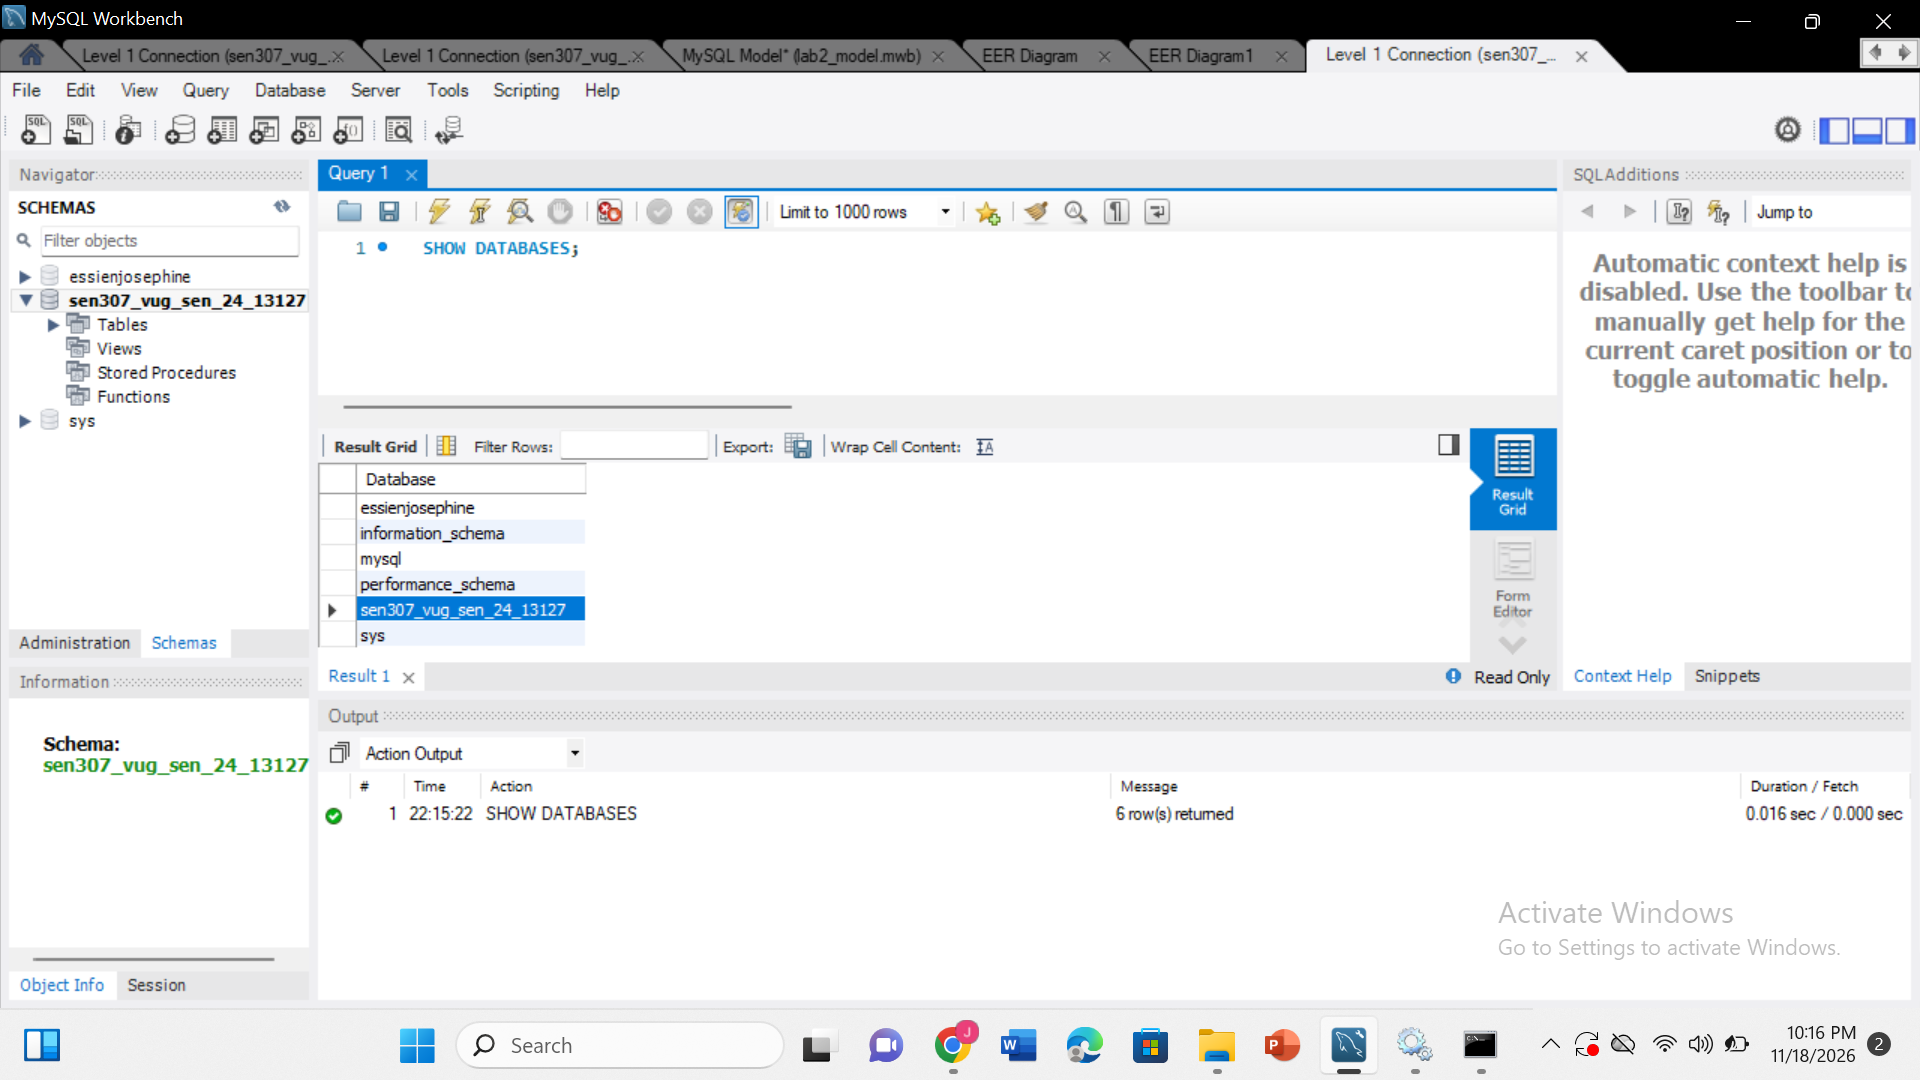 MySQL Workbench
Level 1 Connection (sen307_vug_... Level 1 Connection (sen307_vug_... MySQL Model* (lab2_model.mwb) EER Diagram EER Diagram1 Level 1 Connection (sen307_...
File Edit View Query Database Server Tools Scripting Help
Navigator
SCHEMAS
Filter objects
essienjosephine
sen307_vug_sen_24_13127
Tables
Views
Stored Procedures
Functions
sys
Administration Schemas
Information
Schema:
sen307_vug_sen_24_13127
Object Info Session
Query 1
Limit to 1000 rows
1 SHOW DATABASES;
Result Grid Filter Rows: Export: Wrap Cell Content:
Database
essienjosephine
information_schema
mysql
performance_schema
sen307_vug_sen_24_13127
sys
Result Grid
Form Editor
Result 1 Read Only
SQLAdditions
Jump to
Automatic context help is
disabled. Use the toolbar to
manually get help for the
current caret position or to
toggle automatic help.
Context Help Snippets
Output
Action Output
# Time Action Message Duration / Fetch
1 22:15:22 SHOW DATABASES 6 row(s) returned 0.016 sec / 0.000 sec
Activate Windows
Go to Settings to activate Windows.
Search
10:16 PM
11/18/2026
2